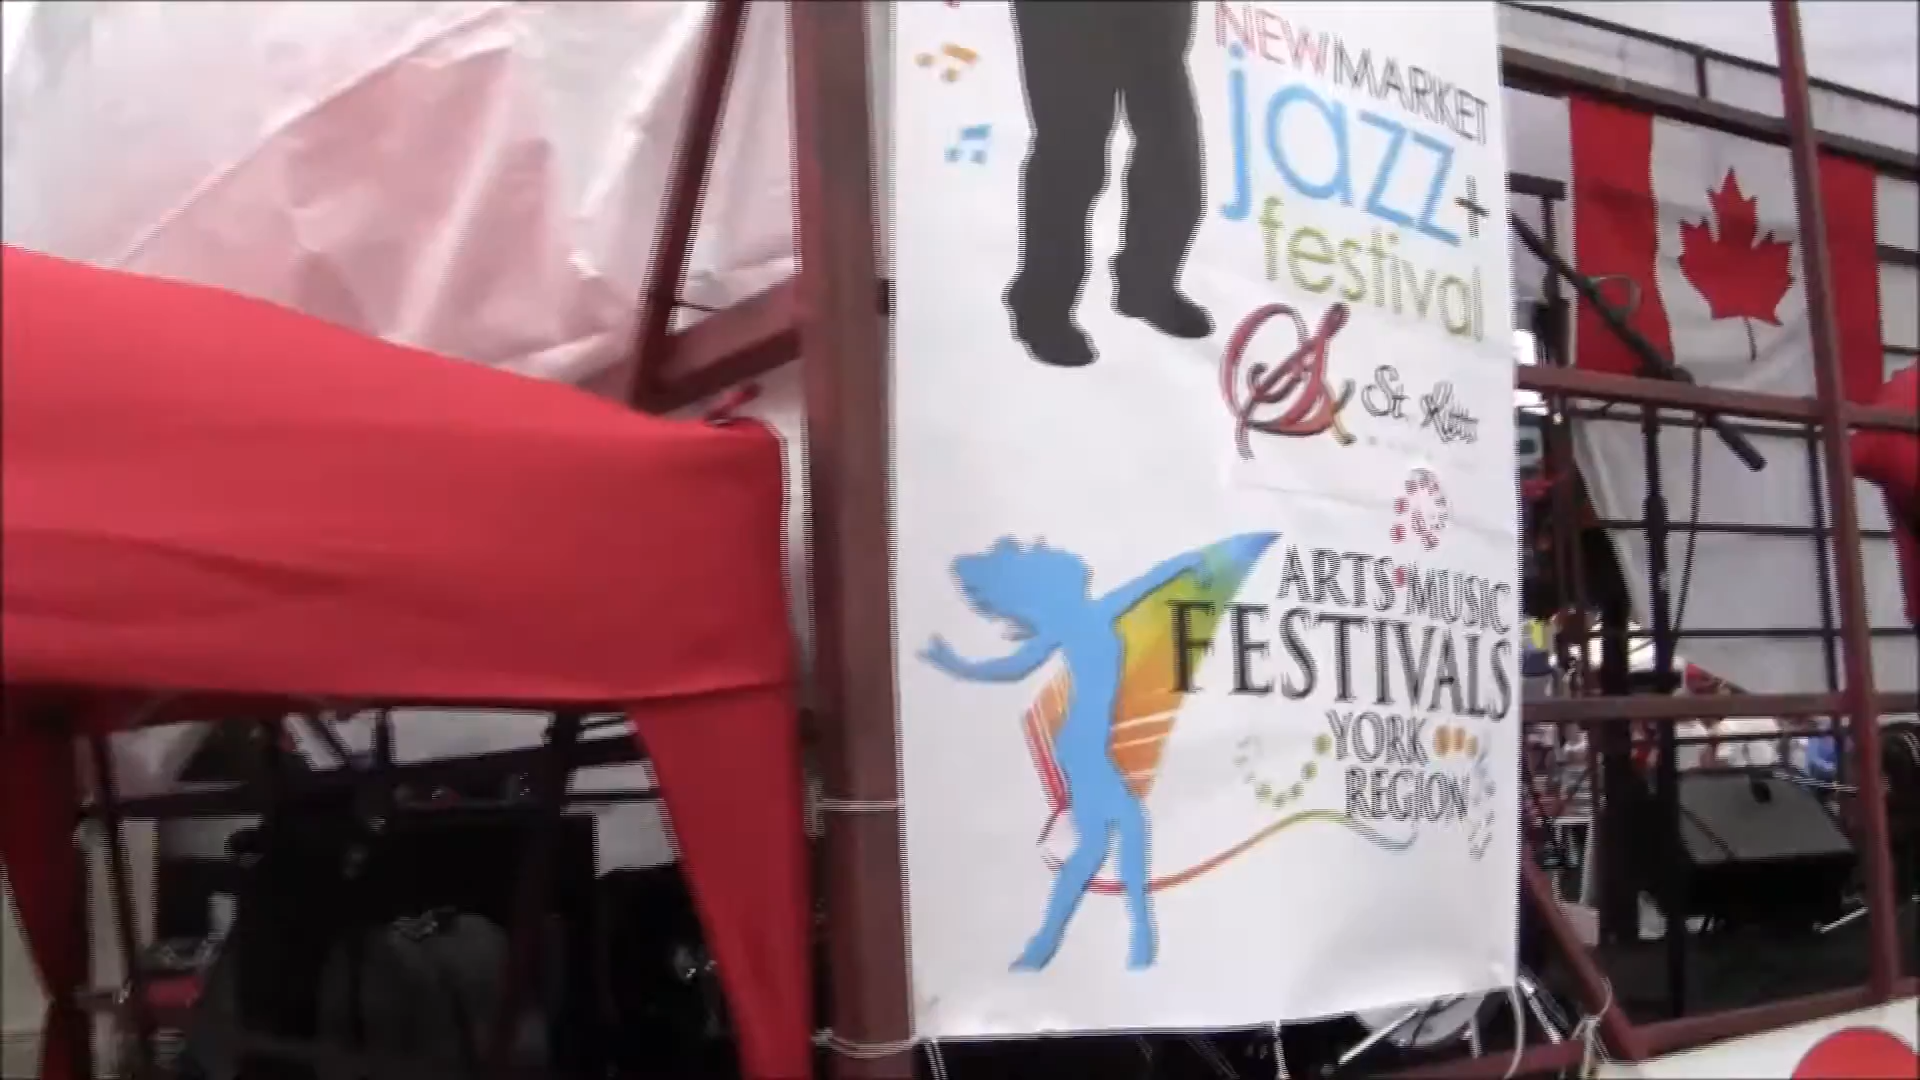 NEWMARKET
jazz+
festival
St. Kitts
ARTS•MUSIC
FESTIVALS
YORK
REGION